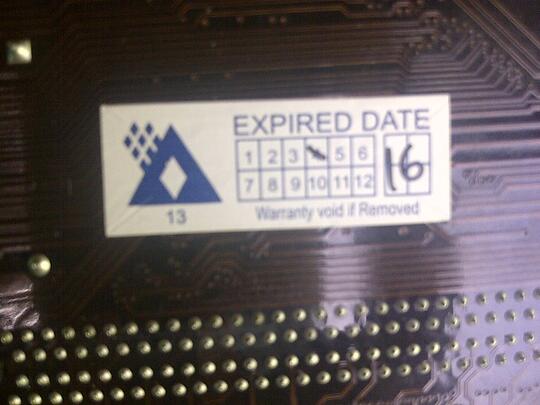 EXPIRED DATE
1 2 3 5 6
7 8 9 10 11 12
16
13
Warranty void if Removed